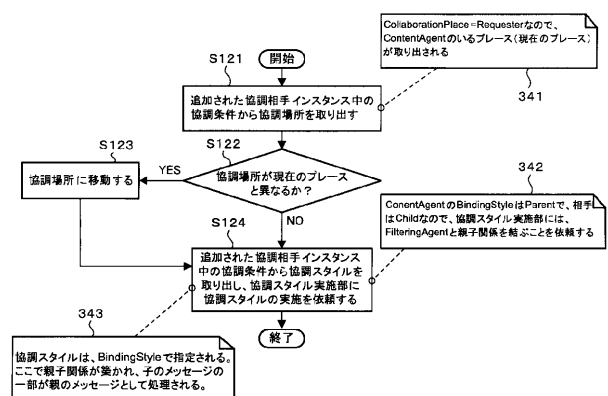 開始
S121
追加された協調相手インスタンス中の
協調条件から協調場所を取り出す
CollaborationPlace=Requesterなので、
ContentAgentのいるプレース(現在のプレース)
が取り出される
341
S122
協調場所が現在のプレース
と異なるか?
YES
NO
S123
協調場所に移動する
S124
追加された協調相手インスタンス
中の協調条件から協調スタイルを
取り出し、協調スタイル実施部に
協調スタイルの実施を依頼する
342
ConentAgentのBindingStyleはParentで、相手
はChildなので、協調スタイル実施部には、
FilteringAgentと親子関係を結ぶことを依頼する
終了
343
協調スタイルは、BindingStyleで指定される。
ここで親子関係が築かれ、子のメッセージの
一部が親のメッセージとして処理される。